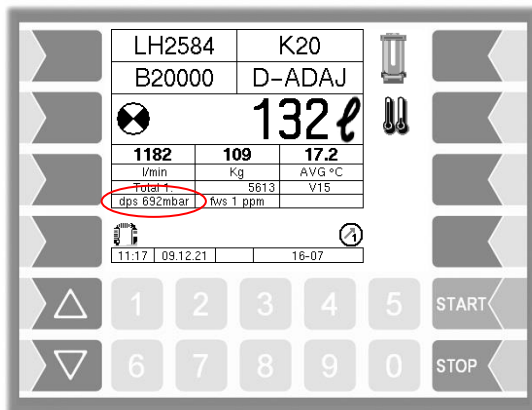 LH2584 K20
B20000 D-ADAJ
132 ℓ
1182 109 17.2
l/min Kg AVG °C
Total 1: 5613 V15
dps 692mbar fws 1 ppm
1
11:17 09.12.21 16-07
1 2 3 4 5 START
6 7 8 9 0 STOP